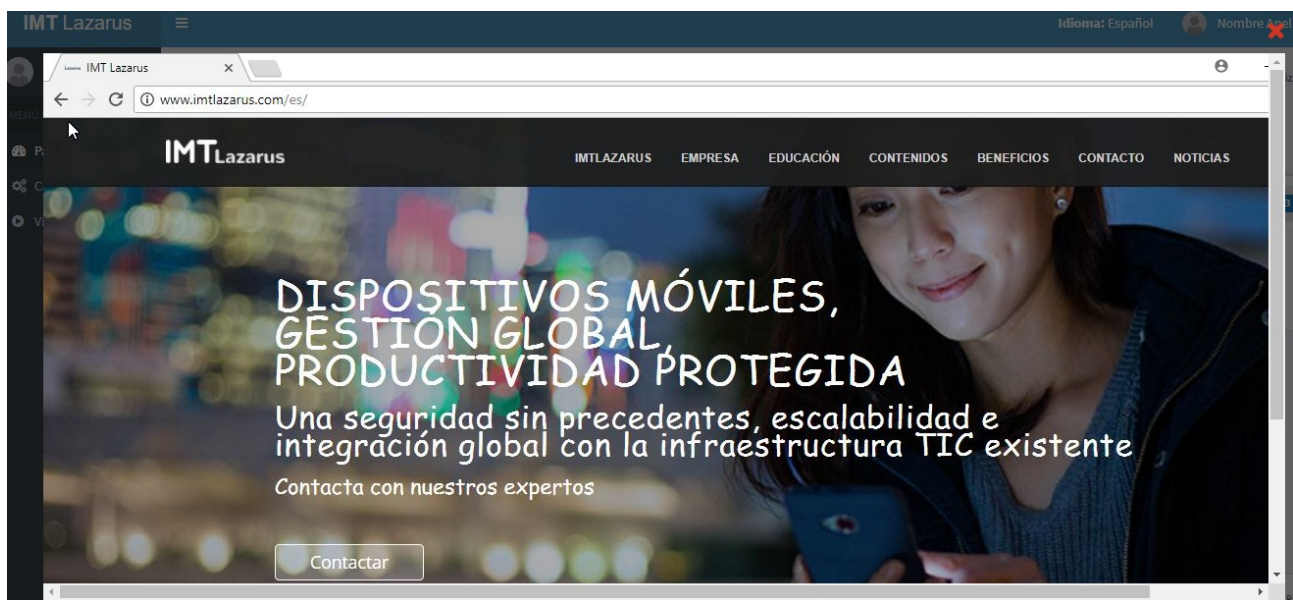 IMT Lazarus
Idioma: Español
Nombre
IMT Lazarus
www.imtlazarus.com/es/
MENÚ
IMTLazarus
IMTLAZARUS EMPRESA EDUCACIÓN CONTENIDOS BENEFICIOS CONTACTO NOTICIAS
DISPOSITIVOS MÓVILES,
GESTIÓN GLOBAL,
PRODUCTIVIDAD PROTEGIDA
Una seguridad sin precedentes, escalabilidad e
integración global con la infraestructura TIC existente
Contacta con nuestros expertos
Contactar